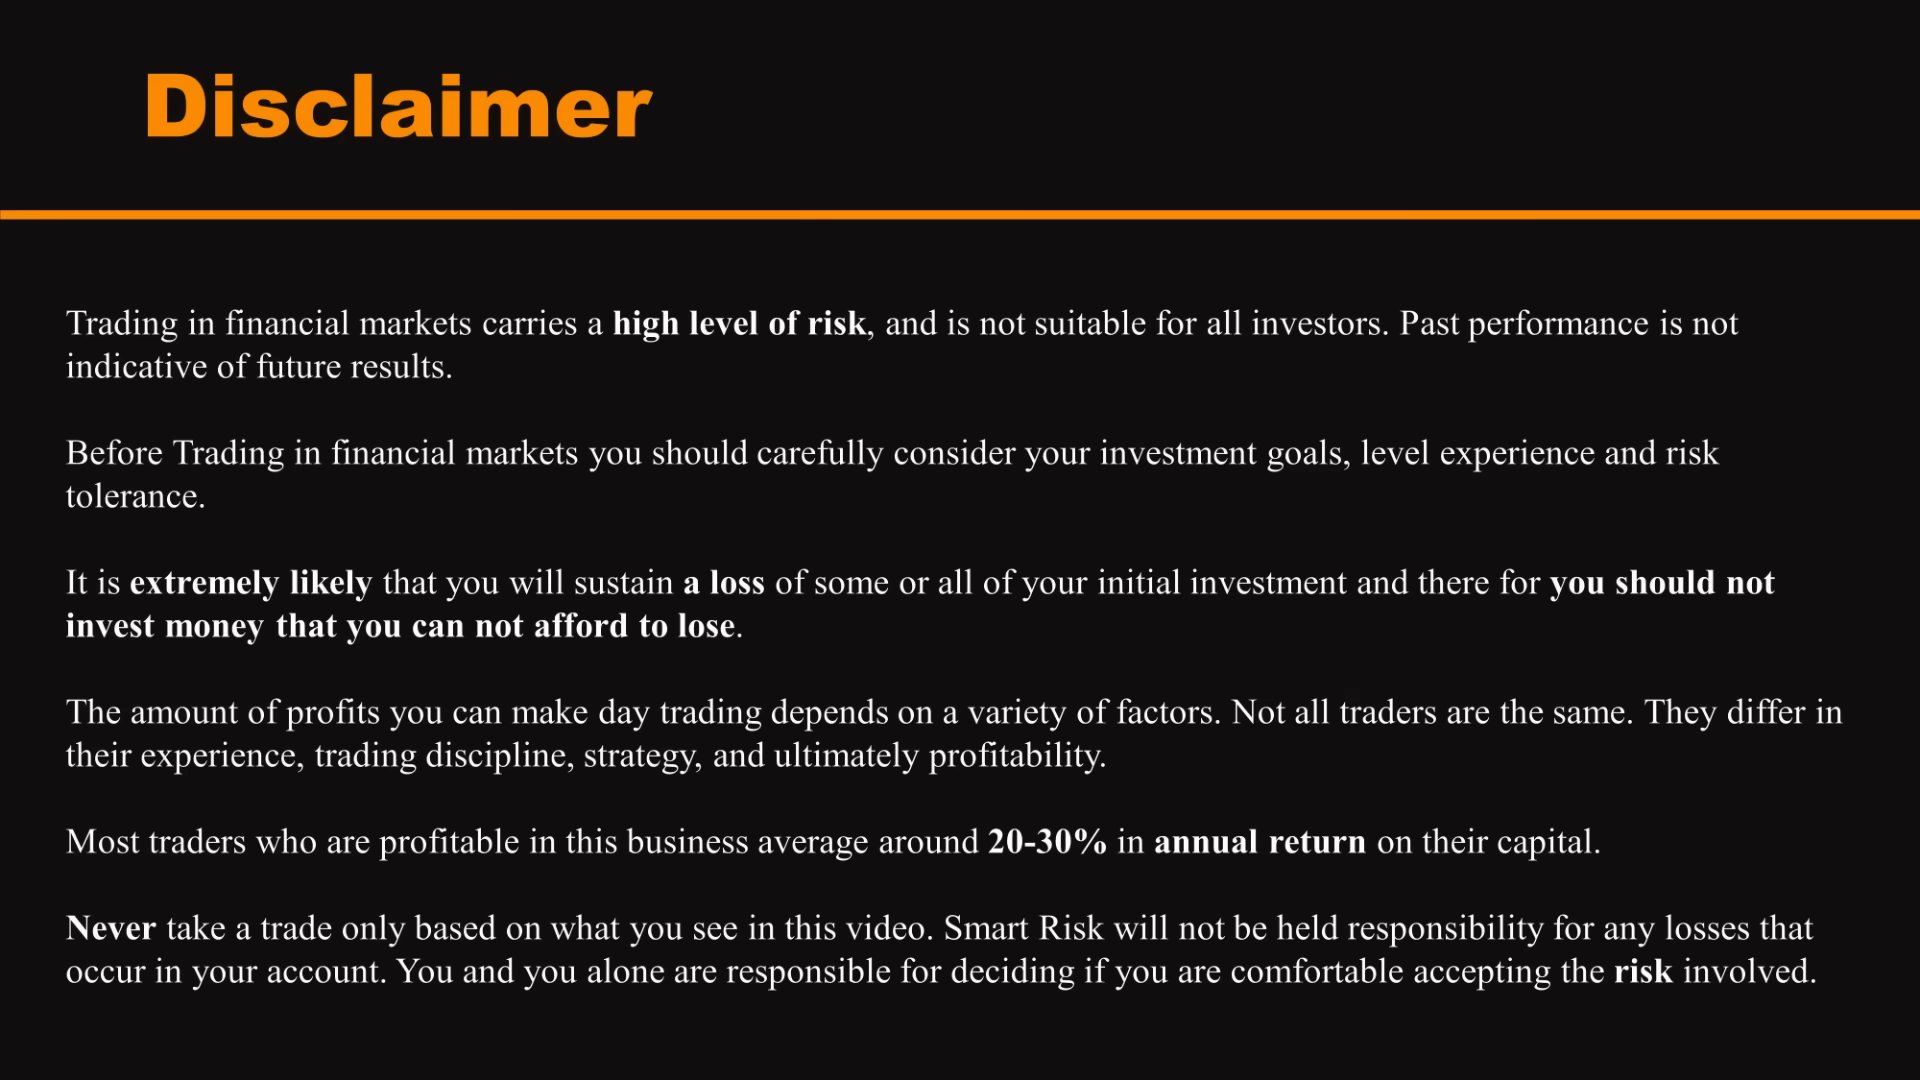 Disclaimer
Trading in financial markets carries a high level of risk, and is not suitable for all investors. Past performance is not
indicative of future results.
Before Trading in financial markets you should carefully consider your investment goals, level experience and risk
tolerance.
It is extremely likely that you will sustain a loss of some or all of your initial investment and there for you should not
invest money that you can not afford to lose.
The amount of profits you can make day trading depends on a variety of factors. Not all traders are the same. They differ in
their experience, trading discipline, strategy, and ultimately profitability.
Most traders who are profitable in this business average around 20-30% in annual return on their capital.
Never take a trade only based on what you see in this video. Smart Risk will not be held responsibility for any losses that
occur in your account. You and you alone are responsible for deciding if you are comfortable accepting the risk involved.